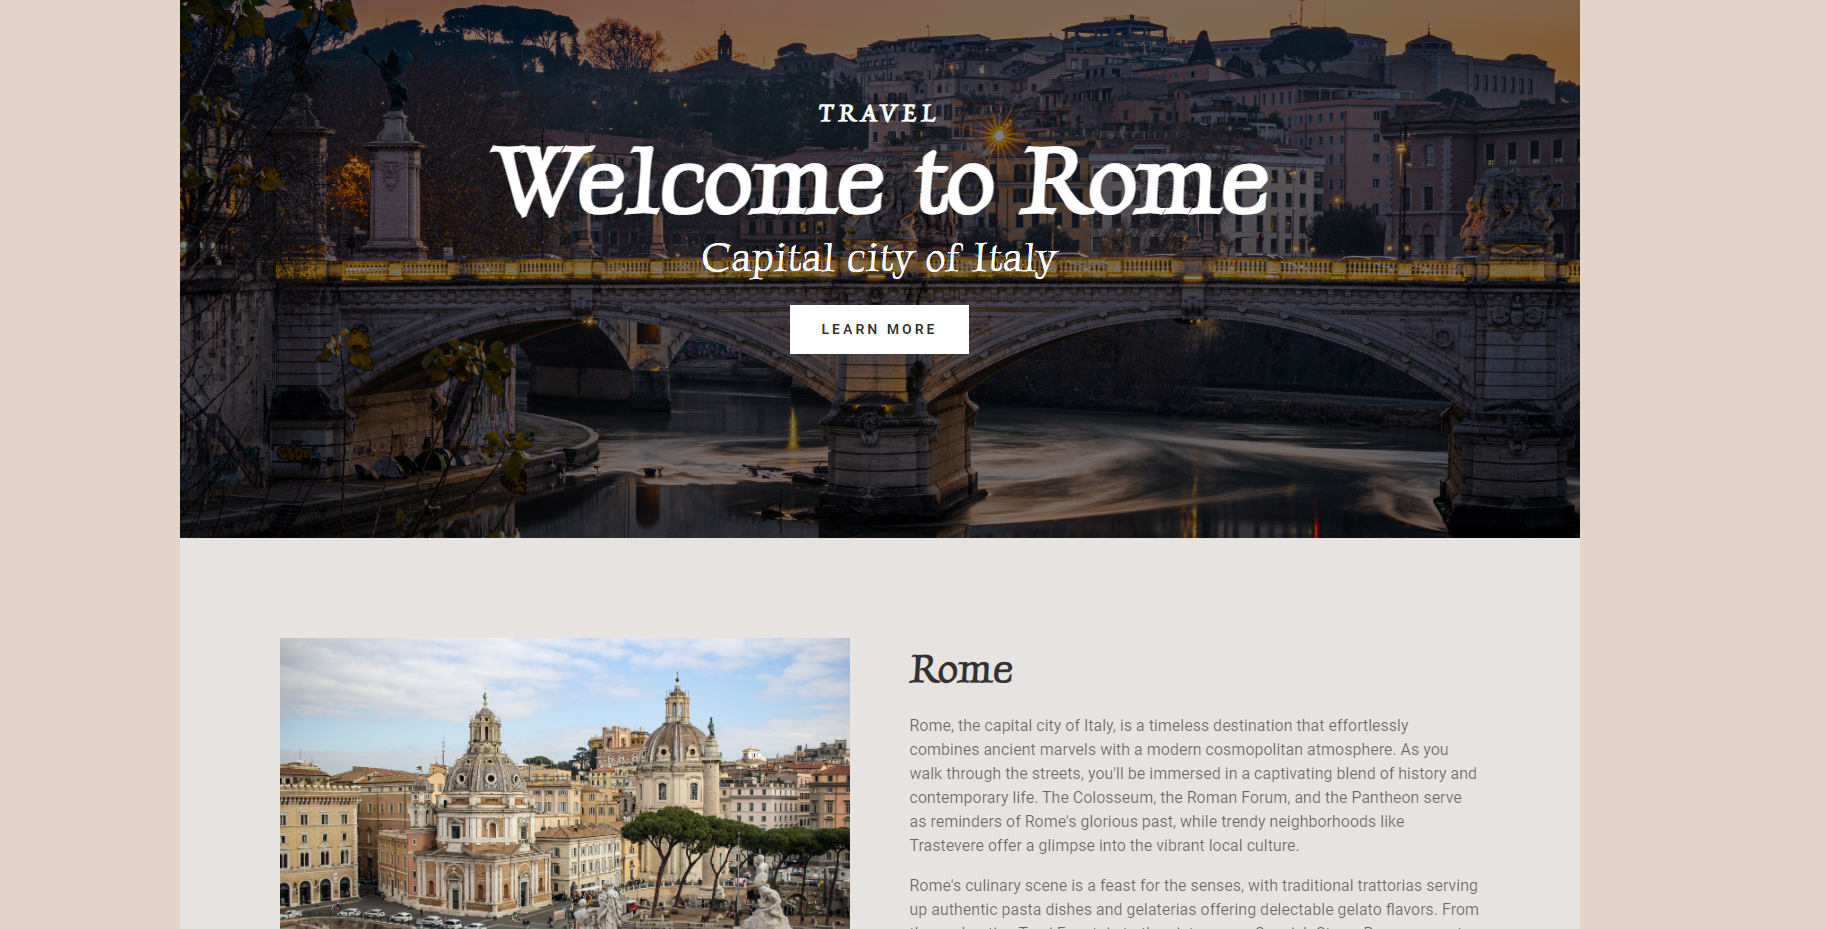 TRAVEL
Welcome to Rome
Capital city of Italy
LEARN MORE
Rome
Rome, the capital city of Italy, is a timeless destination that effortlessly
combines ancient marvels with a modern cosmopolitan atmosphere. As you
walk through the streets, you'll be immersed in a captivating blend of history and
contemporary life. The Colosseum, the Roman Forum, and the Pantheon serve
as reminders of Rome's glorious past, while trendy neighborhoods like
Trastevere offer a glimpse into the vibrant local culture.
Rome's culinary scene is a feast for the senses, with traditional trattorias serving
up authentic pasta dishes and gelaterias offering delectable gelato flavors. From